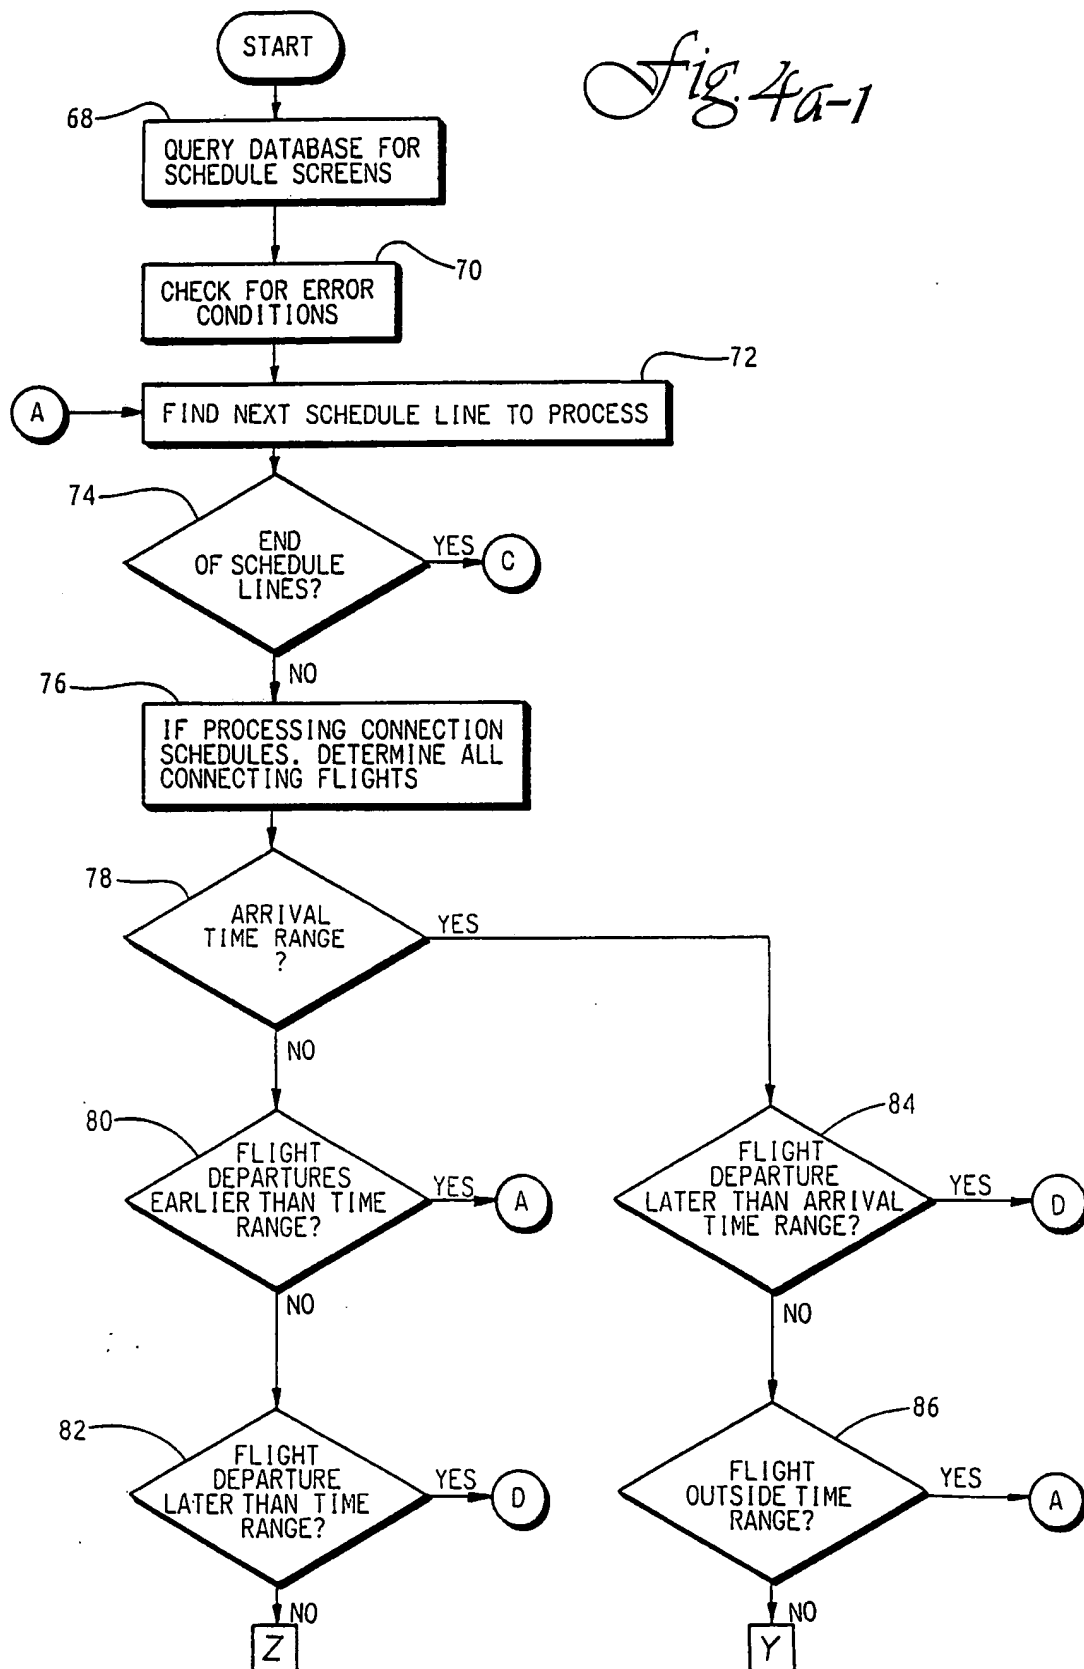 START
Fig. 4a-1
68
QUERY DATABASE FOR
SCHEDULE SCREENS
70
CHECK FOR ERROR
CONDITIONS
72
A
FIND NEXT SCHEDULE LINE TO PROCESS
74
END
OF SCHEDULE
LINES?
YES
C
NO
76
IF PROCESSING CONNECTION
SCHEDULES. DETERMINE ALL
CONNECTING FLIGHTS
78
ARRIVAL
TIME RANGE
?
YES
NO
80
FLIGHT
DEPARTURES
EARLIER THAN TIME
RANGE?
YES
A
NO
84
FLIGHT
DEPARTURE
LATER THAN ARRIVAL
TIME RANGE?
YES
D
NO
82
FLIGHT
DEPARTURE
LATER THAN TIME
RANGE?
YES
D
NO
Z
86
FLIGHT
OUTSIDE TIME
RANGE?
YES
A
NO
Y